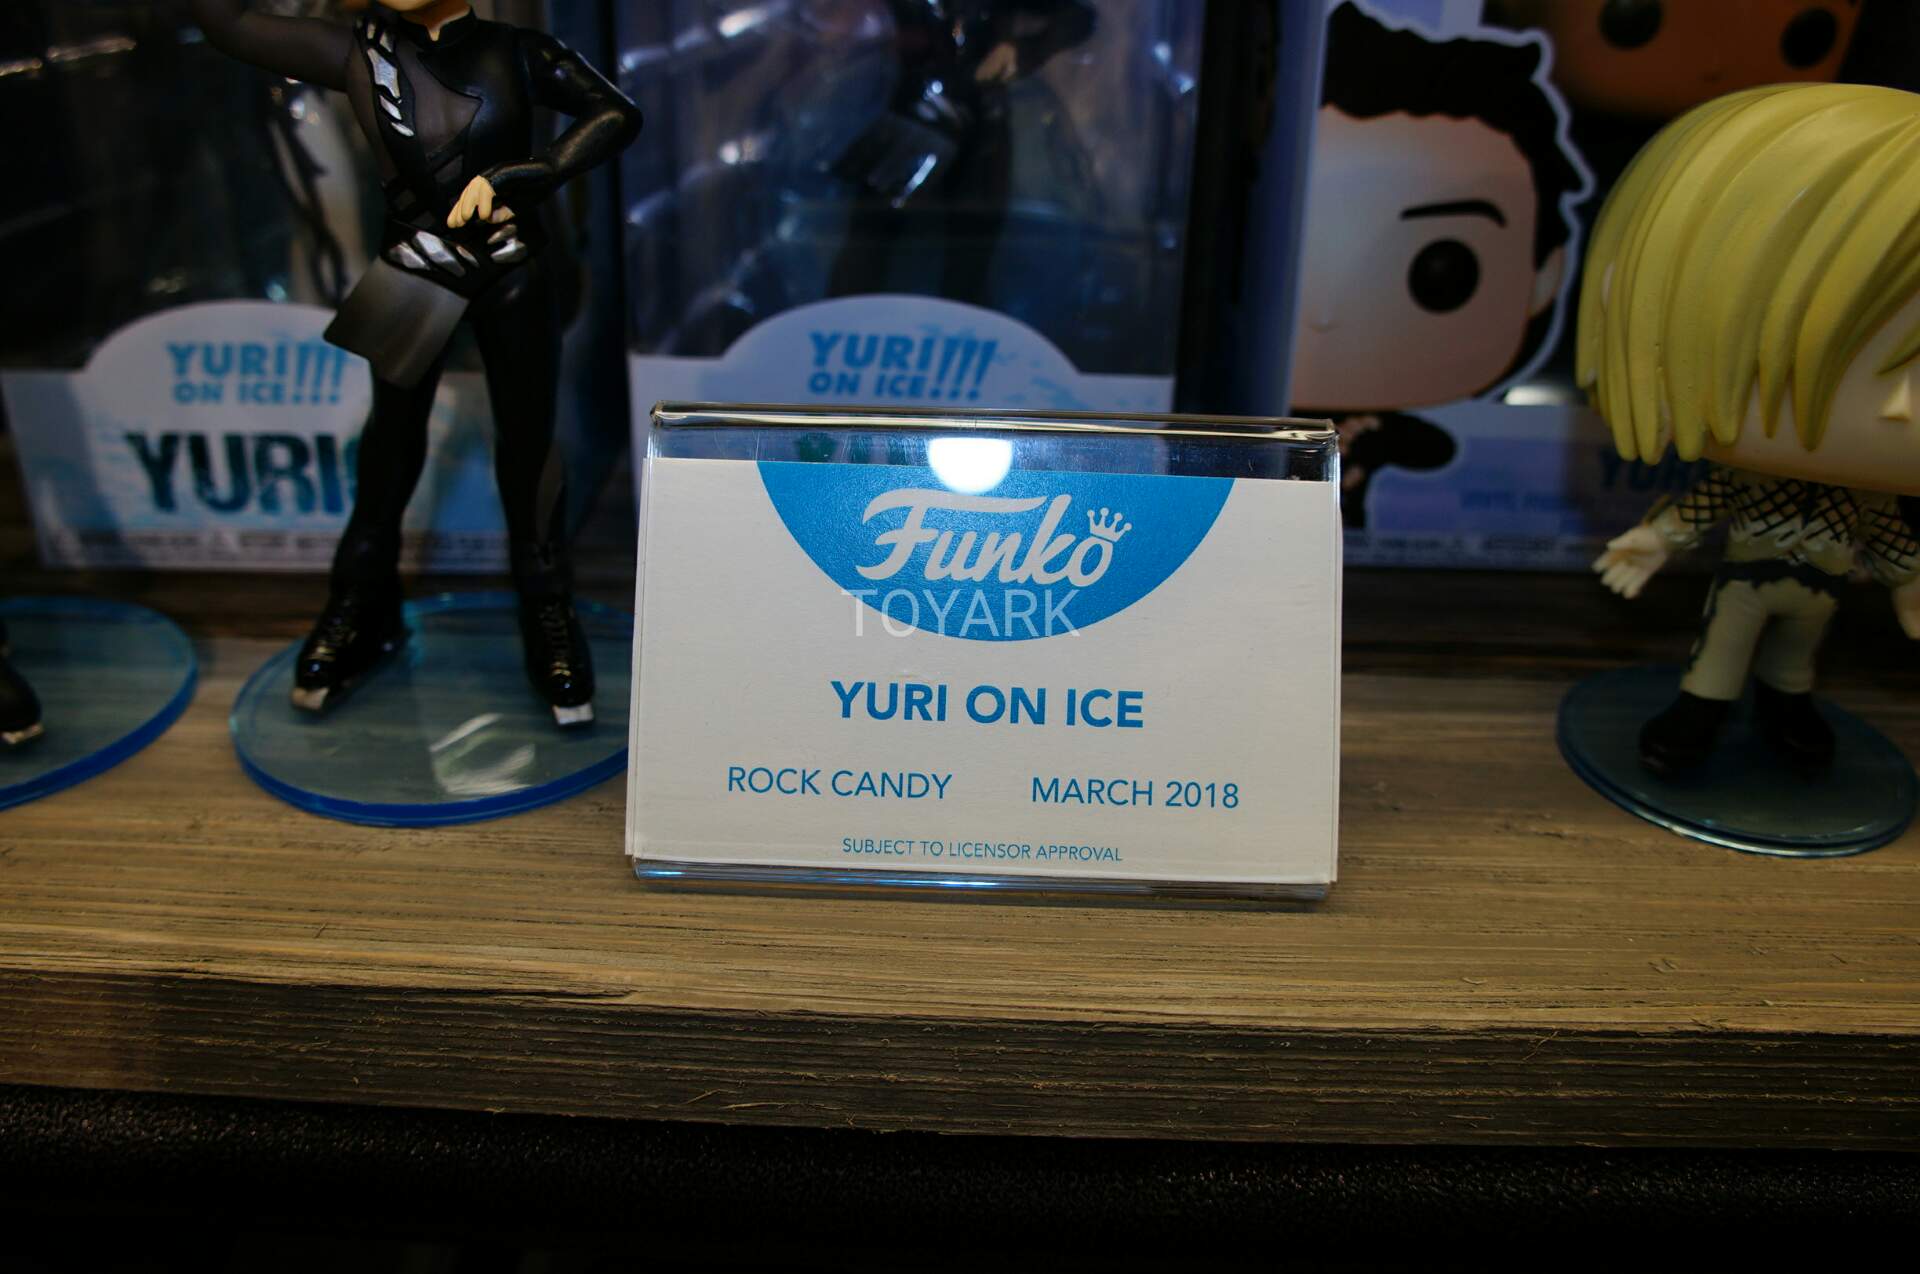 YURI!!!
ON ICE!!!
YURI
YURI!!!
ON ICE!!!
Funko
TOYARK
YURI ON ICE
ROCK CANDY MARCH 2018
SUBJECT TO LICENSOR APPROVAL